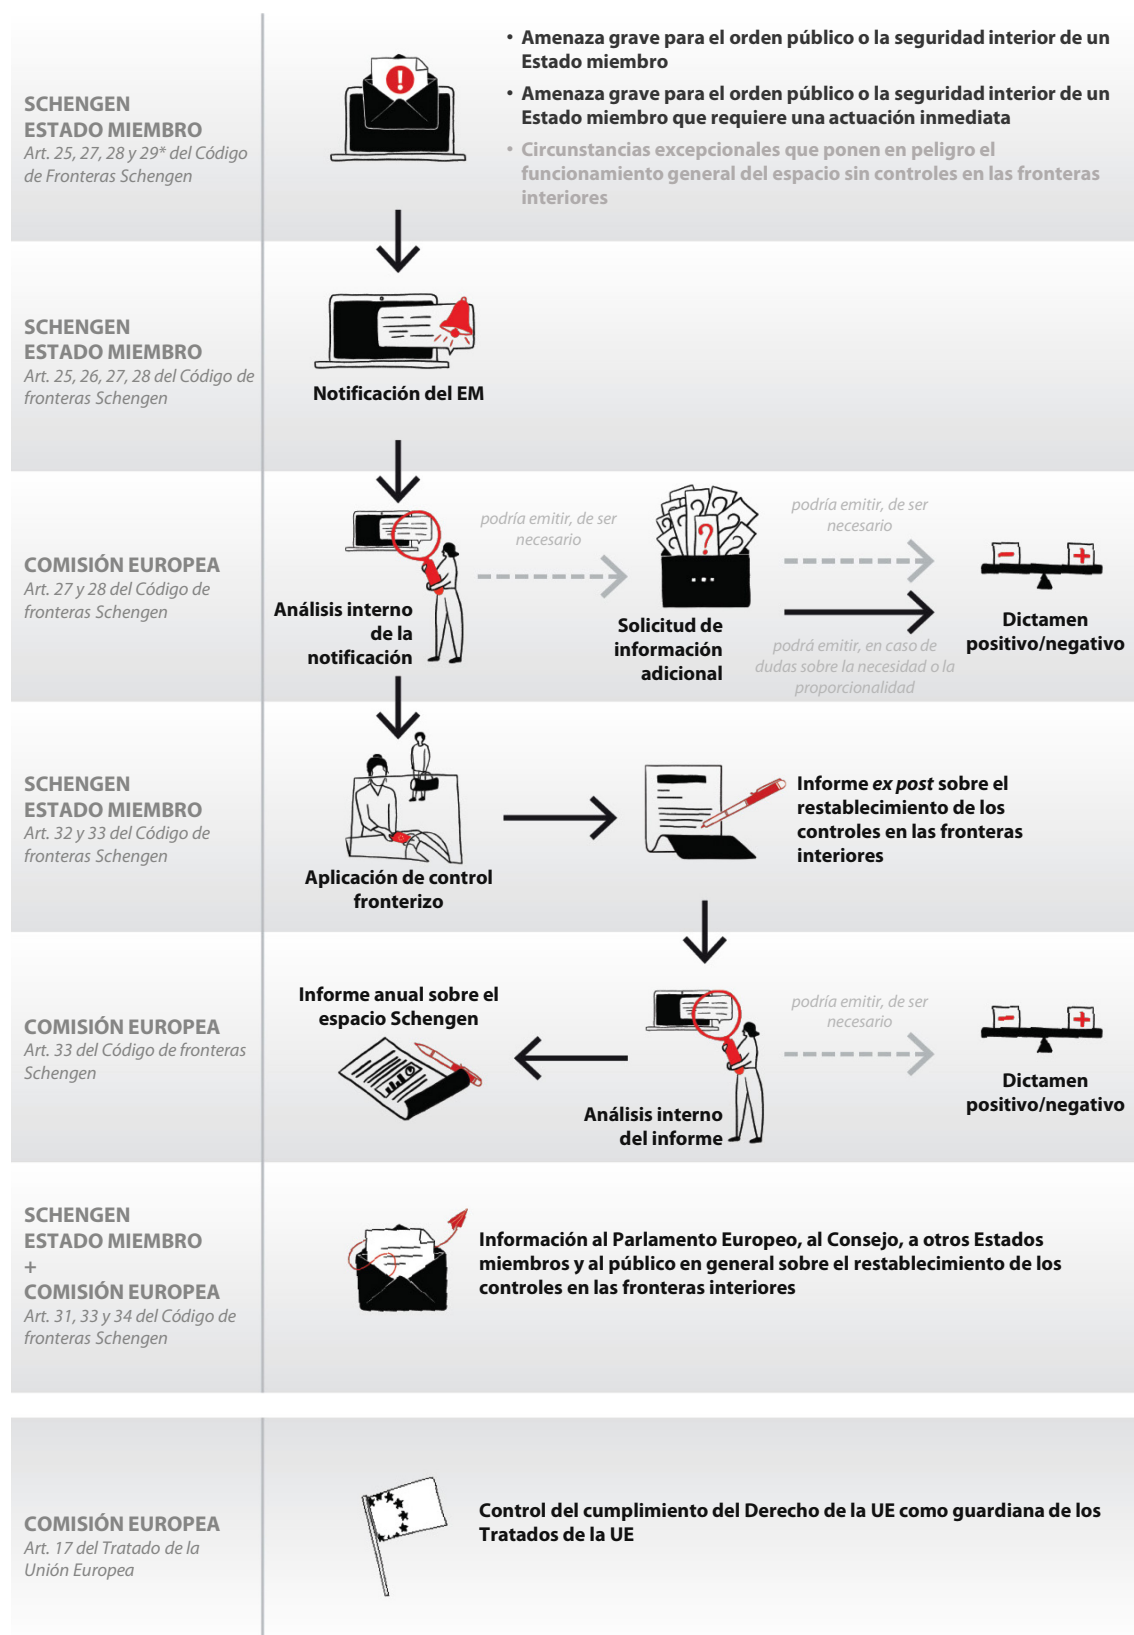 SCHENGEN
ESTADO MIEMBRO
Art. 25, 27, 28 y 29* del Código
de Fronteras Schengen
• Amenaza grave para el orden público o la seguridad interior de un
Estado miembro
• Amenaza grave para el orden público o la seguridad interior de un
Estado miembro que requiere una actuación inmediata
• Circunstancias excepcionales que ponen en peligro el
funcionamiento general del espacio sin controles en las fronteras
interiores
SCHENGEN
ESTADO MIEMBRO
Art. 25, 26, 27, 28 del Código de
fronteras Schengen
Notificación del EM
COMISIÓN EUROPEA
Art. 27 y 28 del Código de
fronteras Schengen
Análisis interno
de la
notificación
podría emitir, de ser
necesario
Solicitud de
información
adicional
podría emitir, de ser
necesario
podrá emitir, en caso de
dudas sobre la necesidad o la
proporcionalidad
Dictamen
positivo/negativo
SCHENGEN
ESTADO MIEMBRO
Art. 32 y 33 del Código de
fronteras Schengen
Aplicación de control
fronterizo
Informe ex post sobre el
restablecimiento de los
controles en las fronteras
interiores
COMISIÓN EUROPEA
Art. 33 del Código de fronteras
Schengen
Informe anual sobre el
espacio Schengen
Análisis interno
del informe
podría emitir, de ser
necesario
Dictamen
positivo/negativo
SCHENGEN
ESTADO MIEMBRO
+
COMISIÓN EUROPEA
Art. 31, 33 y 34 del Código de
fronteras Schengen
Información al Parlamento Europeo, al Consejo, a otros Estados
miembros y al público en general sobre el restablecimiento de los
controles en las fronteras interiores
COMISIÓN EUROPEA
Art. 17 del Tratado de la
Unión Europea
Control del cumplimiento del Derecho de la UE como guardiana de los
Tratados de la UE